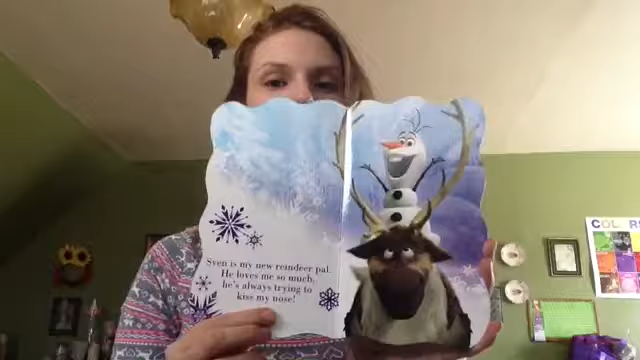 Sven is my new reindeer pal.
He loves me so much,
he's always trying to
kiss my nose!